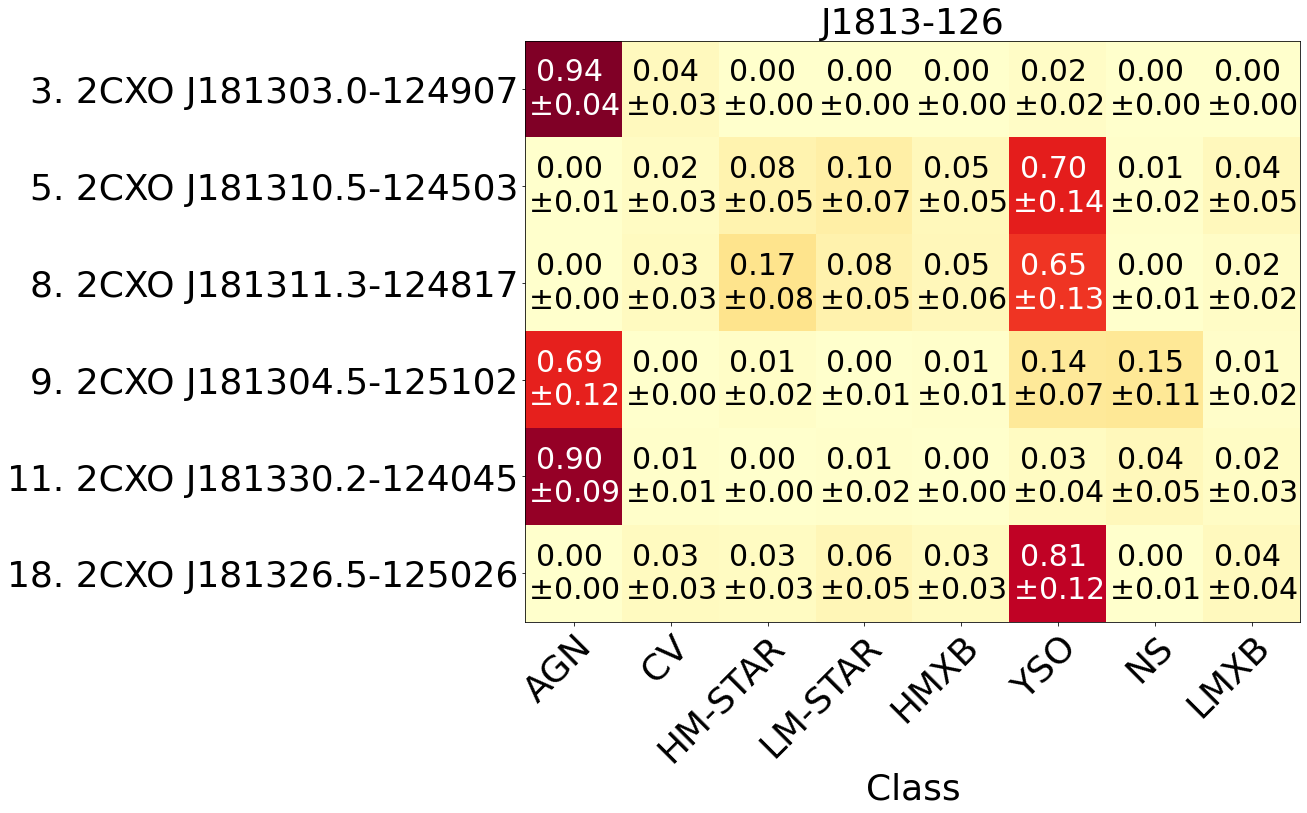 J1813-126
3. 2CXO J181303.0-124907 0.94 0.04 0.00 0.00 0.00 0.02 0.00 0.00
±0.04 ±0.03 ±0.00 ±0.00 ±0.00 ±0.02 ±0.00 ±0.00
5. 2CXO J181310.5-124503 0.00 0.02 0.08 0.10 0.05 0.70 0.01 0.04
±0.01 ±0.03 ±0.05 ±0.07 ±0.05 ±0.14 ±0.02 ±0.05
8. 2CXO J181311.3-124817 0.00 0.03 0.17 0.08 0.05 0.65 0.00 0.02
±0.00 ±0.03 ±0.08 ±0.05 ±0.06 ±0.13 ±0.01 ±0.02
9. 2CXO J181304.5-125102 0.69 0.00 0.01 0.00 0.01 0.14 0.15 0.01
±0.12 ±0.00 ±0.02 ±0.01 ±0.01 ±0.07 ±0.11 ±0.02
11. 2CXO J181330.2-124045 0.90 0.01 0.00 0.01 0.00 0.03 0.04 0.02
±0.09 ±0.01 ±0.00 ±0.02 ±0.00 ±0.04 ±0.05 ±0.03
18. 2CXO J181326.5-125026 0.00 0.03 0.03 0.06 0.03 0.81 0.00 0.04
±0.00 ±0.03 ±0.03 ±0.05 ±0.03 ±0.12 ±0.01 ±0.04
AGN CV HM-STAR LM-STAR HMXB YSO NS LMXB
Class